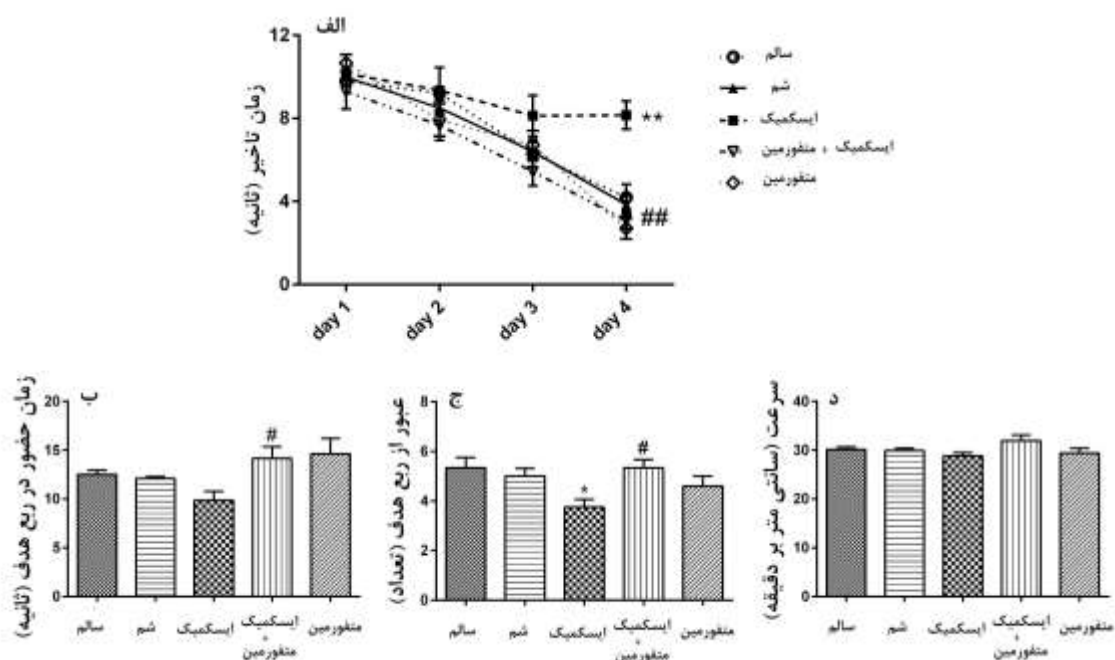 الف
زمان تاخیر (ثانیه)
12
8
4
0
**
##
day 1
day 2
day 3
day 4
سالم
شم
ایسکمیک
ایسکمیک + متفورمین
متفورمین
ب
زمان حضور در ربع هدف (ثانیه)
20
15
10
5
0
#
سالم
شم
ایسکمیک
ایسکمیک
+
متفورمین
متفورمین
ج
عبور از ربع هدف (تعداد)
8
6
4
2
0
*
#
سالم
شم
ایسکمیک
ایسکمیک
+
متفورمین
متفورمین
د
سرعت (سانتی متر بر دقیقه)
40
30
20
10
0
سالم
شم
ایسکمیک
ایسکمیک
+
متفورمین
متفورمین